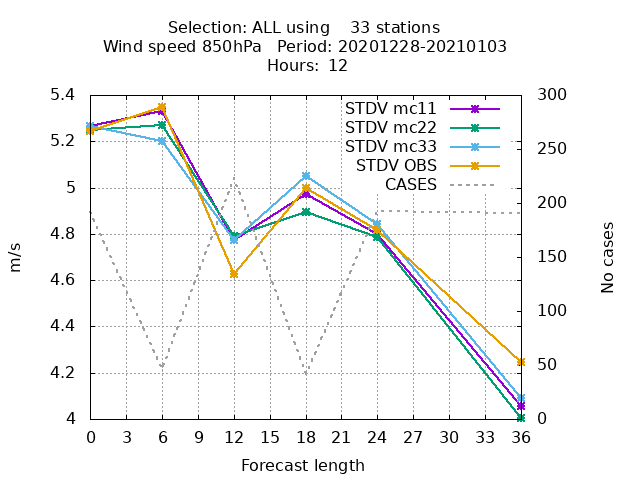 Selection: ALL using    33 stations
Wind speed 850hPa   Period: 20201228-20210103
Hours: 12
5.4
5.2
5
4.8
4.6
4.4
4.2
4
m/s
STDV mc11
STDV mc22
STDV mc33
STDV OBS
CASES
300
250
200
150
100
50
0
No cases
0 3 6 9 12 15 18 21 24 27 30 33 36
Forecast length